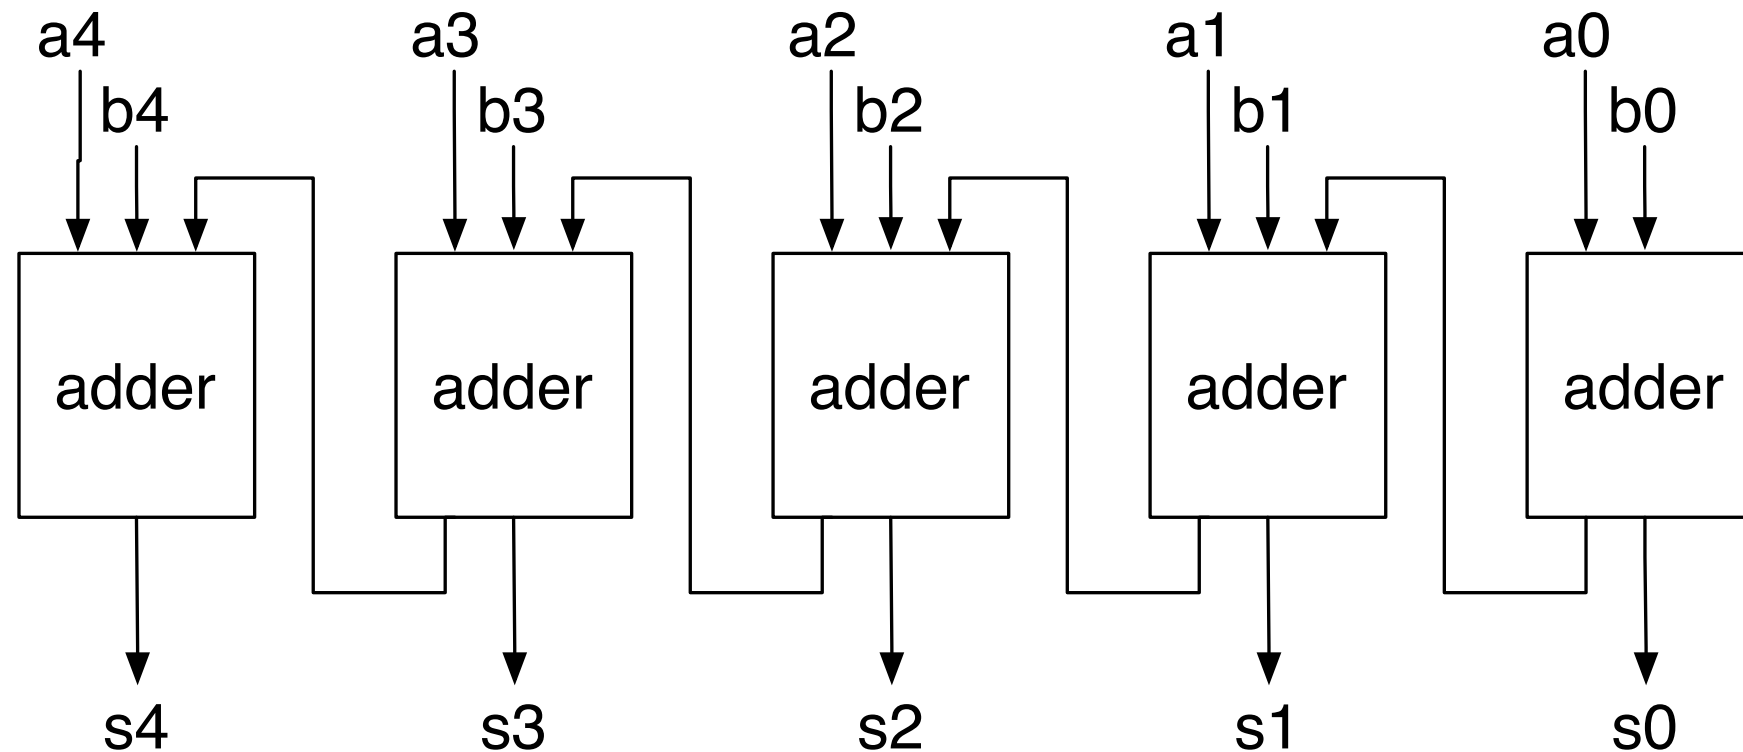 a4 a3 a2 a1 a0
b4 b3 b2 b1 b0
adder adder adder adder adder
s4 s3 s2 s1 s0